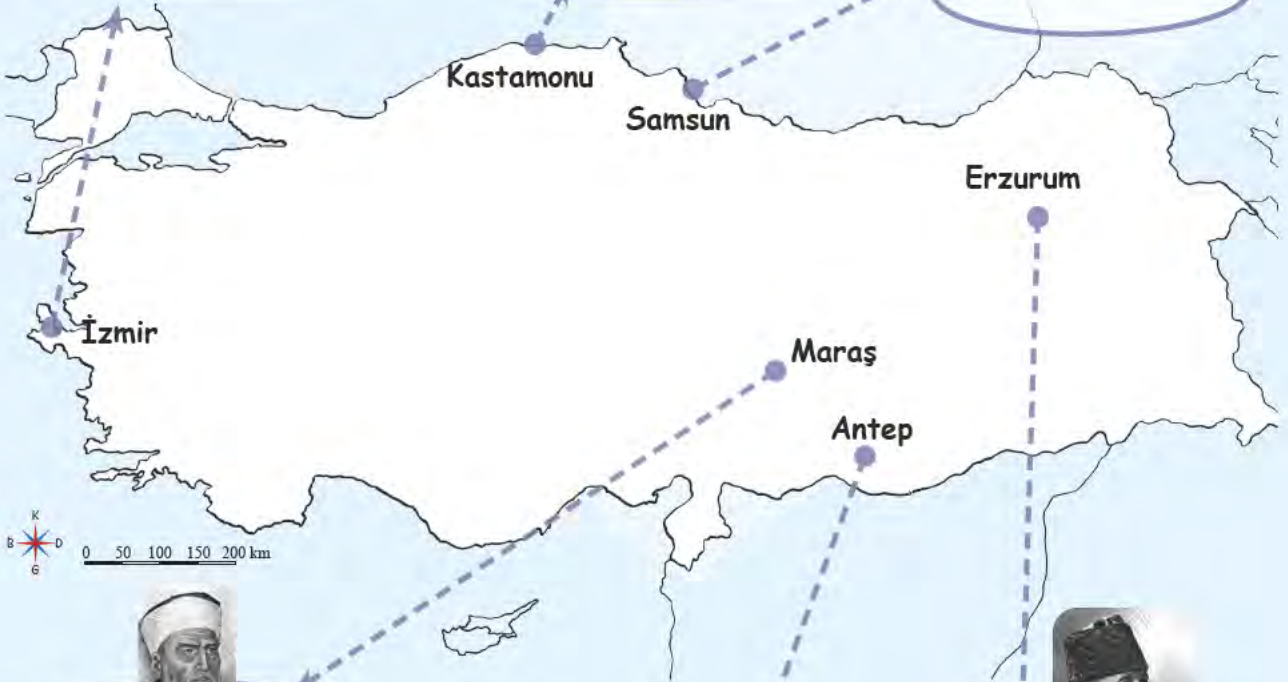 Kastamonu
Samsun
Erzurum
İzmir
Maraş
Antep
K
B D
G
0 50 100 150 200 km